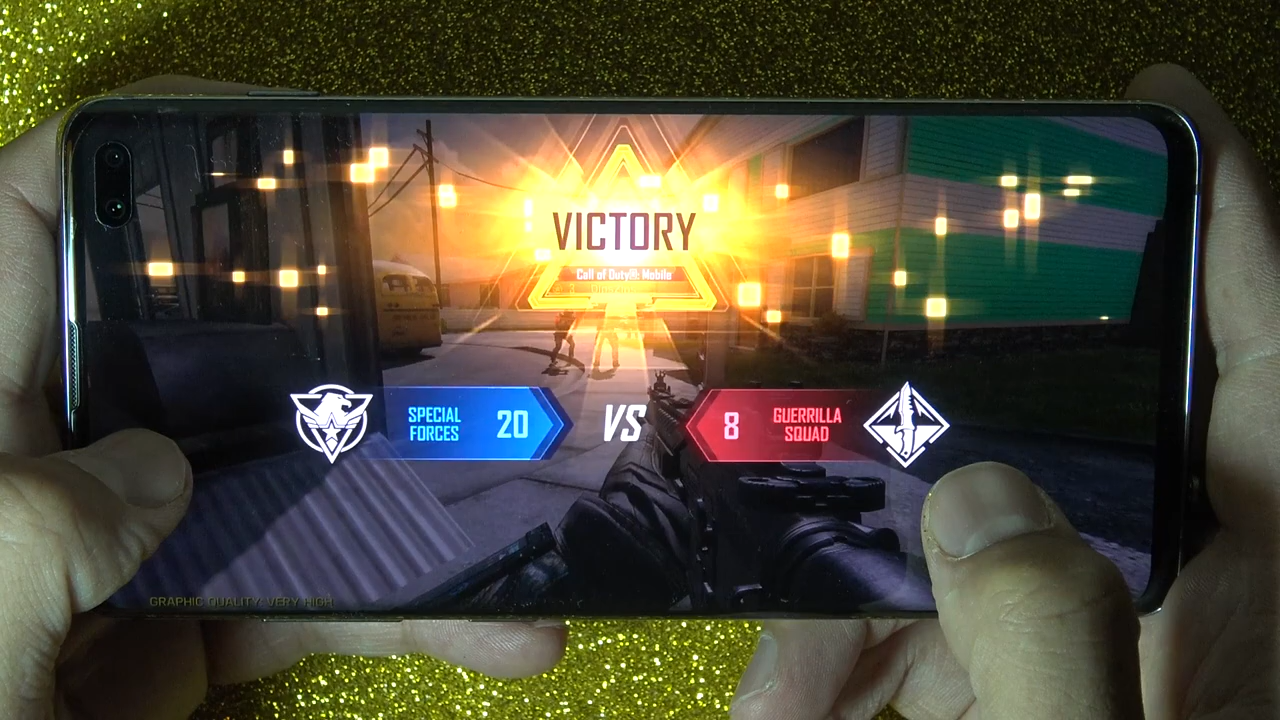 VICTORY
Call of Duty®: Mobile
SPECIAL
FORCES
20
VS
8
GUERRILLA
SQUAD
GRAPHIC QUALITY: VERY HIGH